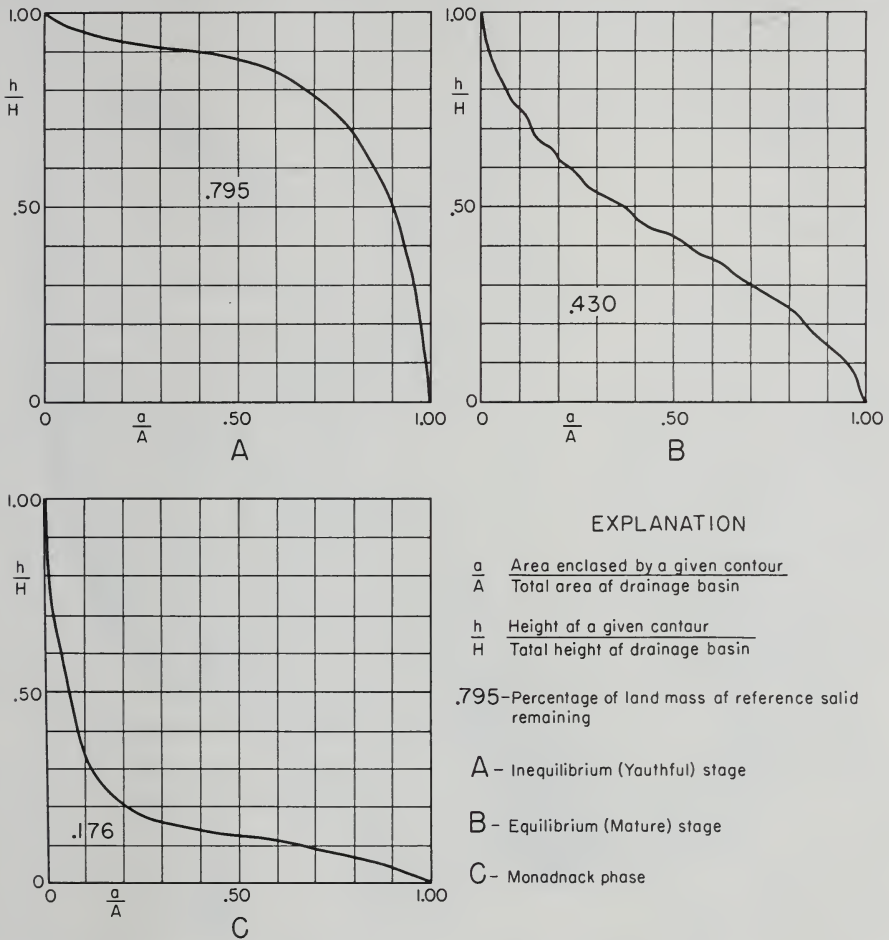 1.00
h
H
.795
.50
0
0
a
A
.50
1.00
A
1.00
h
H
.50
.430
0
0
a
A
.50
1.00
B
1.00
h
H
.50
.176
0
0
a
A
.50
1.00
C
EXPLANATION
a Area enclased by a given contour
A Total area of drainage basin
h Height af a given cantaur
H Tatal height af drainage basin
.795-Percentage of land mass af reference salid
remaining
A - Inequilibrium (Yauthful) stage
B - Equilibrium (Mature) stage
C - Monadnack phase